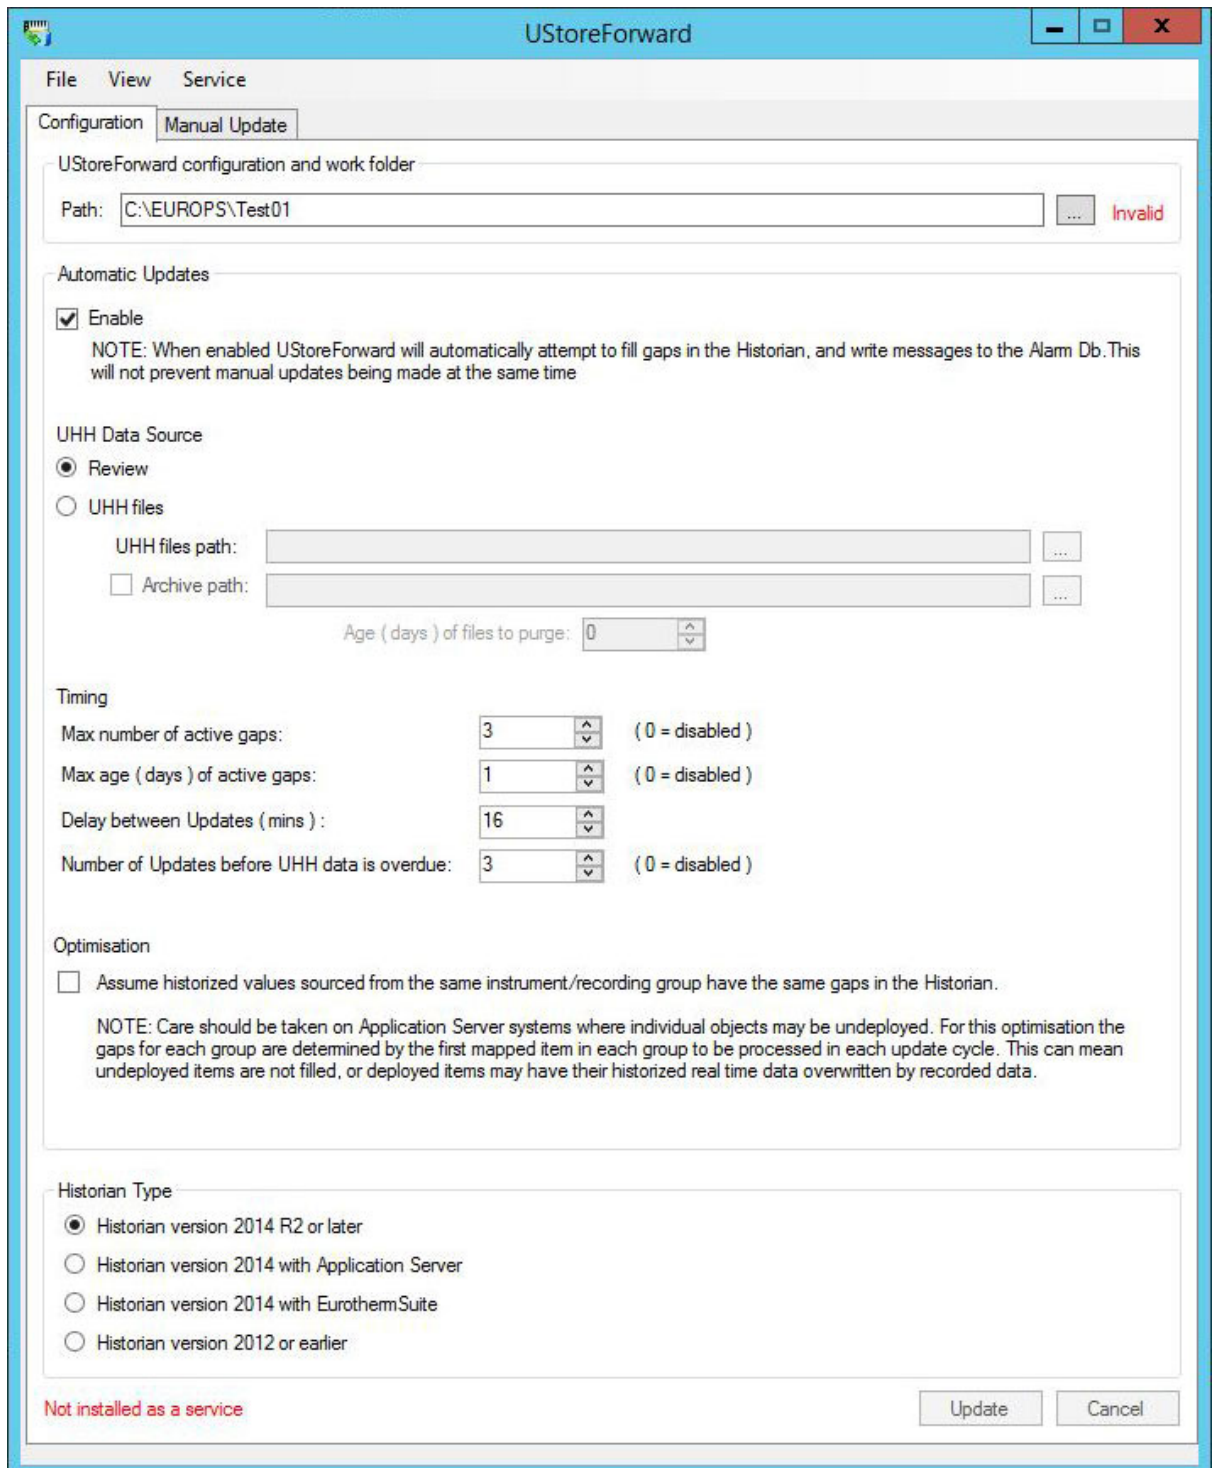 UStoreForward
File View Service
Configuration Manual Update
UStoreForward configuration and work folder
Path: C:\EUROPS\Test01 ... Invalid
Automatic Updates
Enable
NOTE: When enabled UStoreForward will automatically attempt to fill gaps in the Historian, and write messages to the Alarm Db.This
will not prevent manual updates being made at the same time
UHH Data Source
Review
UHH files
UHH files path: ...
Archive path: ...
Age ( days ) of files to purge: 0
Timing
Max number of active gaps: 3 ( 0 = disabled )
Max age ( days ) of active gaps: 1 ( 0 = disabled )
Delay between Updates ( mins ) : 16
Number of Updates before UHH data is overdue: 3 ( 0 = disabled )
Optimisation
Assume historized values sourced from the same instrument/recording group have the same gaps in the Historian.
NOTE: Care should be taken on Application Server systems where individual objects may be undeployed. For this optimisation the
gaps for each group are determined by the first mapped item in each group to be processed in each update cycle. This can mean
undeployed items are not filled, or deployed items may have their historized real time data overwritten by recorded data.
Historian Type
Historian version 2014 R2 or later
Historian version 2014 with Application Server
Historian version 2014 with EurothermSuite
Historian version 2012 or earlier
Not installed as a service Update Cancel